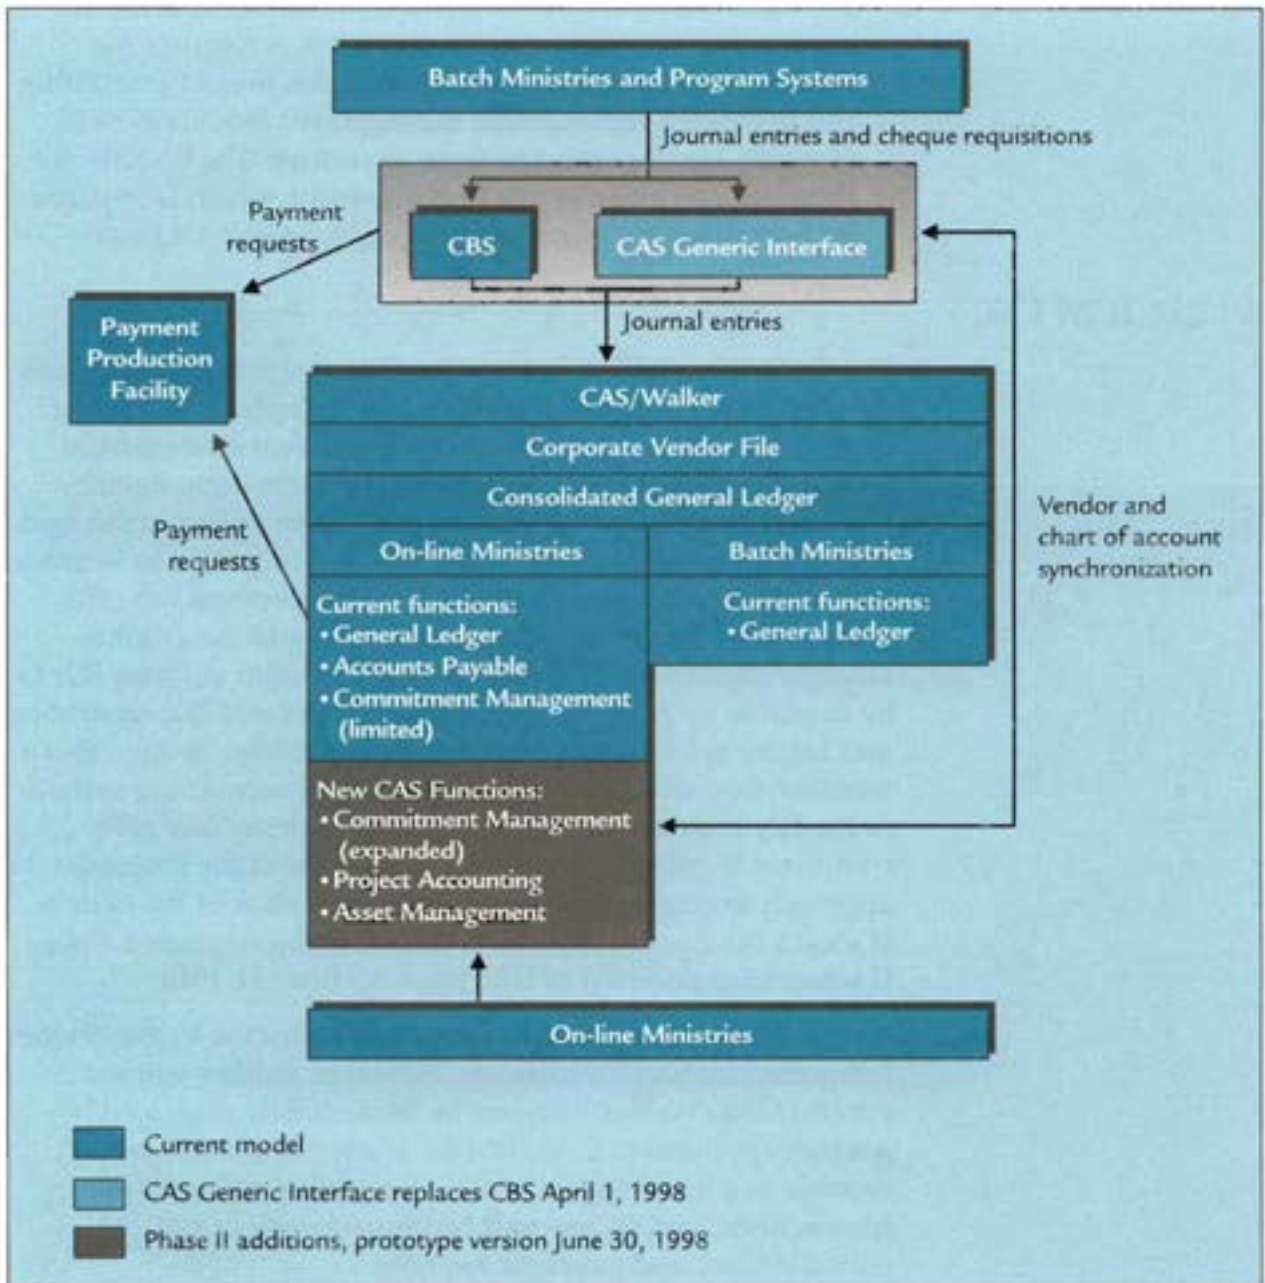 Batch Ministries and Program Systems
Journal entries and cheque requisitions
Payment
requests
CBS
CAS Generic Interface
Journal entries
Payment
Production
Facility
CAS/Walker
Corporate Vendor File
Consolidated General Ledger
On-line Ministries
Batch Ministries
Payment
requests
Vendor and
chart of account
synchronization
Current functions:
• General Ledger
• Accounts Payable
• Commitment Management
(limited)
Current functions:
• General Ledger
New CAS Functions:
• Commitment Management
(expanded)
• Project Accounting
• Asset Management
On-line Ministries
Current model
CAS Generic Interface replaces CBS April 1, 1998
Phase II additions, prototype version June 30, 1998